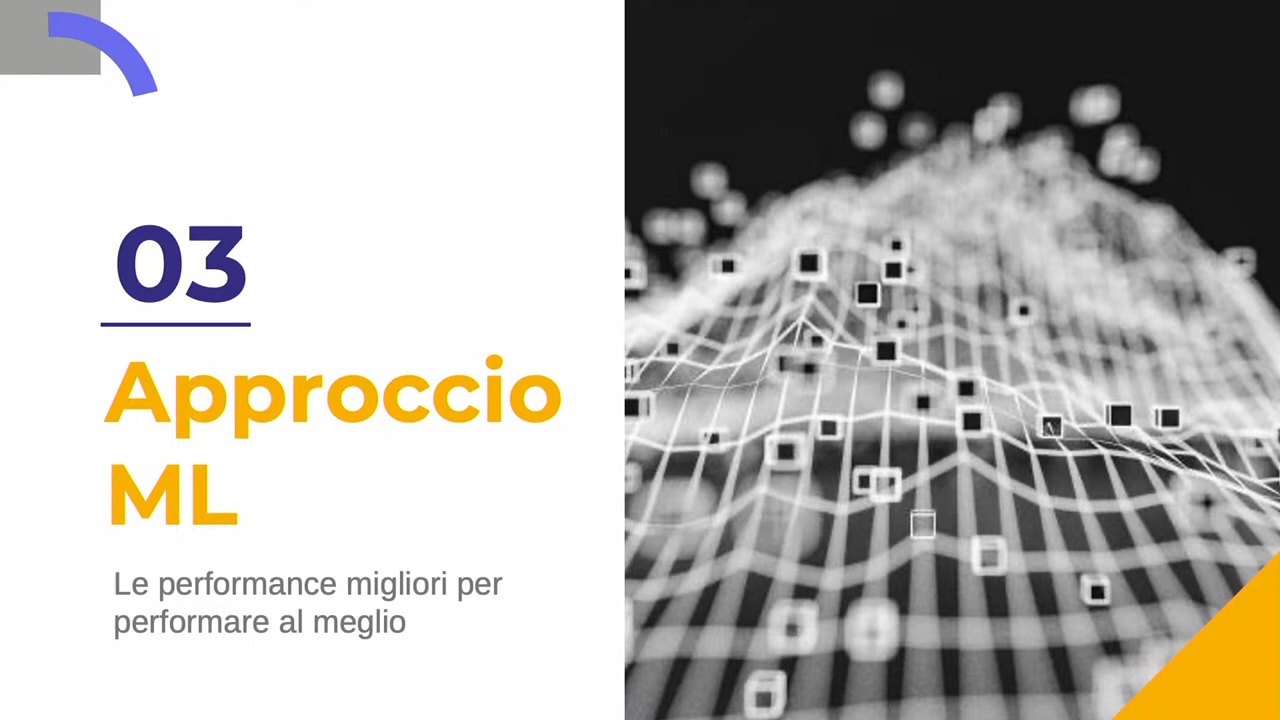 03
Approccio
ML
Le performance migliori per
performare al meglio